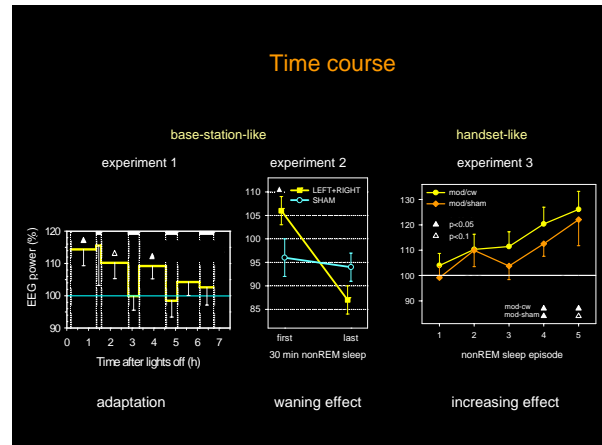 Time course
base-station-like
handset-like
experiment 1
experiment 2
experiment 3
EEG power (%)
120
110
100
90
0 1 2 3 4 5 6 7
Time after lights off (h)
110
105
100
95
90
85
LEFT+RIGHT
SHAM
first last
30 min nonREM sleep
130
120
110
100
90
mod/cw
mod/sham
p<0.05
p<0.1
mod-cw
mod-sham
1 2 3 4 5
nonREM sleep episode
adaptation
waning effect
increasing effect